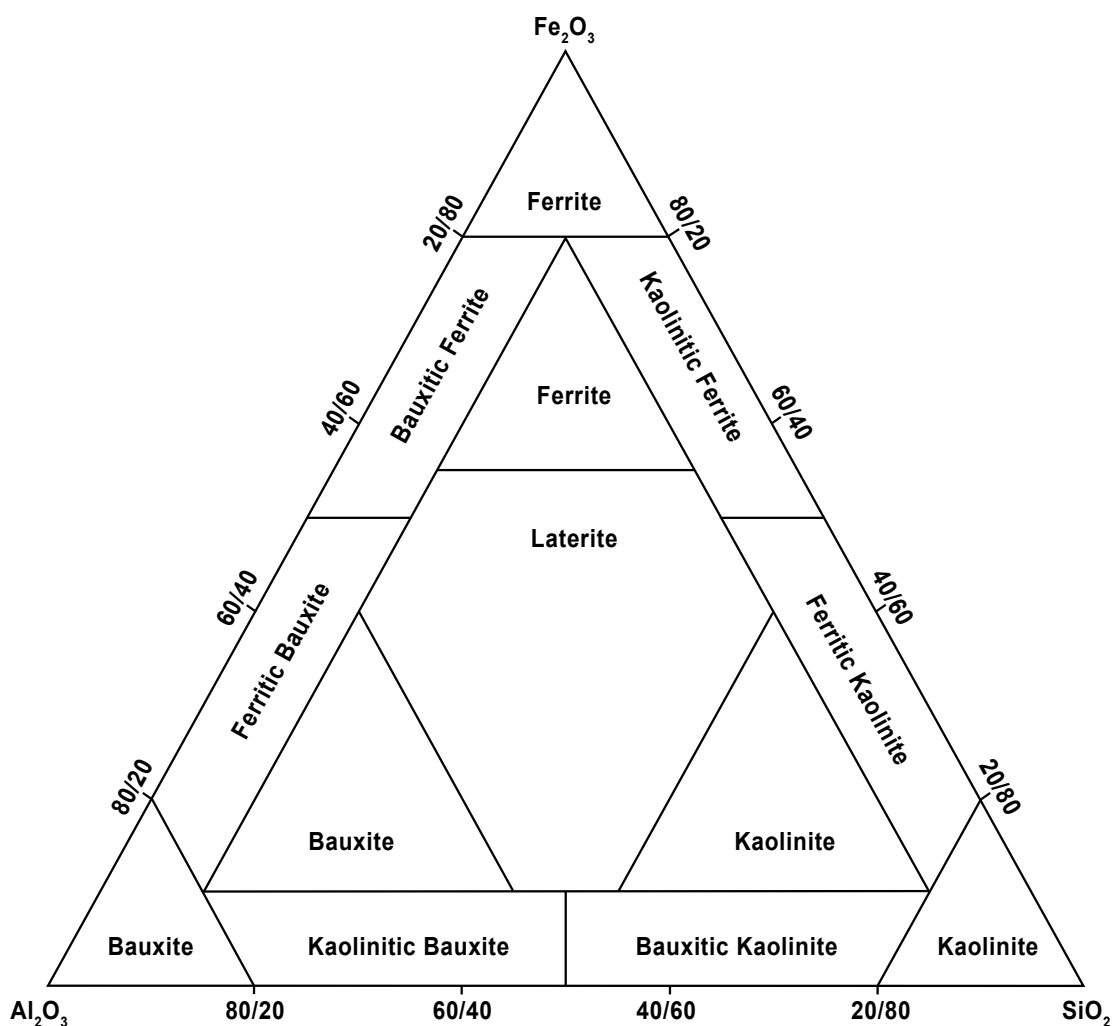 Fe₂O₃
Ferrite
20/80
80/20
Bauxitic Ferrite
Kaolinitic Ferrite
Ferrite
40/60
60/40
Laterite
60/40
40/60
Ferritic Bauxite
Ferritic Kaolinite
80/20
20/80
Bauxite
Kaolinite
Bauxite
Kaolinitic Bauxite
Bauxitic Kaolinite
Kaolinite
Al₂O₃
80/20
60/40
40/60
20/80
SiO₂